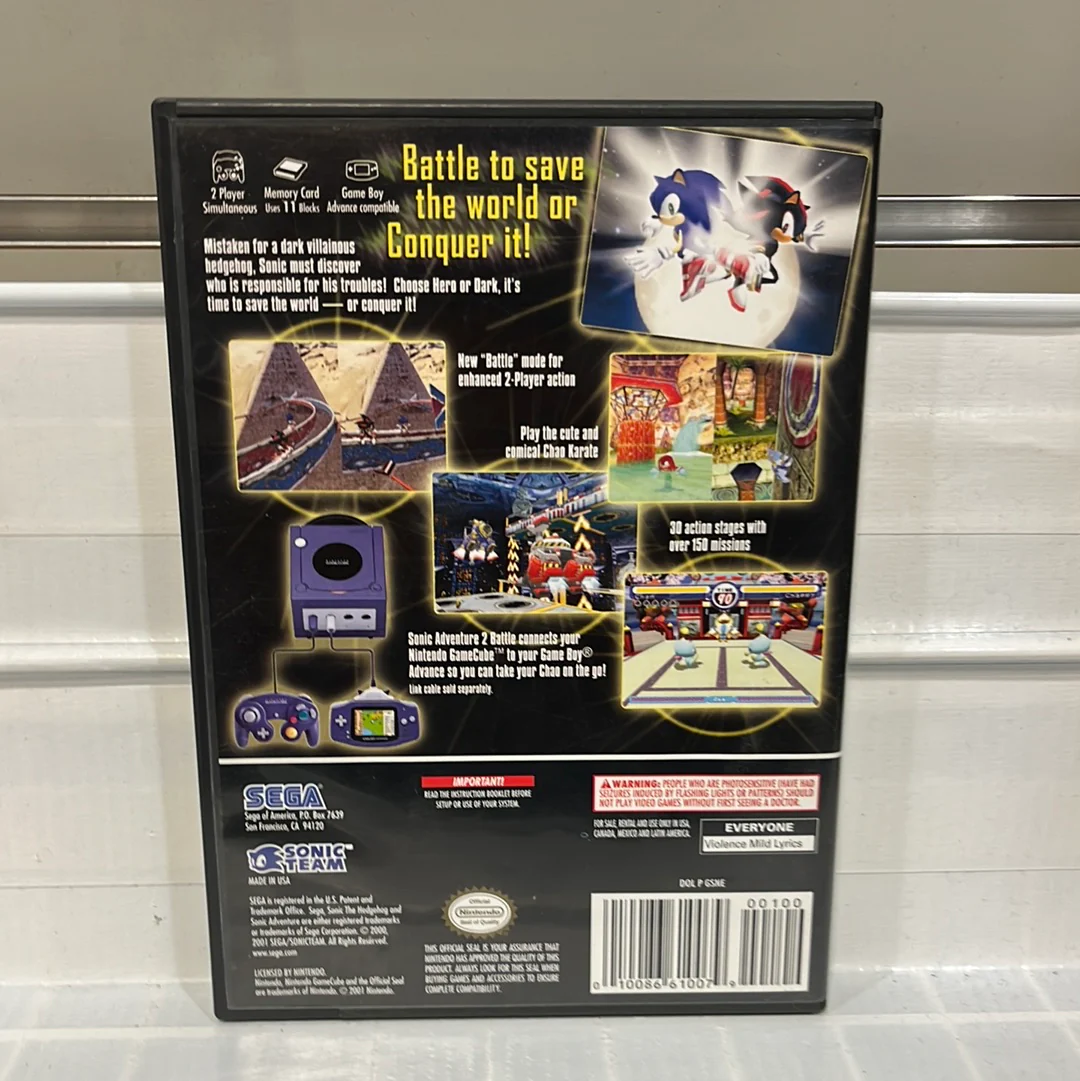 2 Player
Simultaneous
Memory Card
Uses 11 Blocks
Game Boy
Advance compatible
Battle to save
the world or
Conquer it!
Mistaken for a dark villainous
hedgehog, Sonic must discover
who is responsible for his troubles! Choose Hero or Dark, it's
time to save the world — or conquer it!
New "Battle" mode for
enhanced 2-Player action
Play the cute and
comical Chao Karate
30 action stages with
over 150 missions
TIME
90
Sonic Adventure 2 Battle connects your
Nintendo GameCube™ to your Game Boy®
Advance so you can take your Chao on the go!
Link cable sold separately.
SEGA
Sega of America, P.O. Box 7639
San Francisco, CA 94120
SONIC
TEAM™
MADE IN USA
SEGA is registered in the U.S. Patent and
Trademark Office. Sega, Sonic The Hedgehog and
Sonic Adventure are either registered trademarks
or trademarks of Sega Corporation. © 2000,
2001 SEGA/SONICTEAM. All Rights Reserved.
www.sega.com
LICENSED BY NINTENDO.
Nintendo, Nintendo GameCube and the Official Seal
are trademarks of Nintendo. © 2001 Nintendo.
IMPORTANT!
READ THE INSTRUCTION BOOKLET BEFORE
SETUP OR USE OF YOUR SYSTEM.
Official
Nintendo
Seal of Quality
THIS OFFICIAL SEAL IS YOUR ASSURANCE THAT
NINTENDO HAS APPROVED THE QUALITY OF THIS
PRODUCT. ALWAYS LOOK FOR THIS SEAL WHEN
BUYING GAMES AND ACCESSORIES TO ENSURE
COMPLETE COMPATIBILITY.
WARNING: PEOPLE WHO ARE PHOTOSENSITIVE (HAVE HAD
SEIZURES INDUCED BY FLASHING LIGHTS OR PATTERNS) SHOULD
NOT PLAY VIDEO GAMES WITHOUT FIRST SEEING A DOCTOR.
FOR SALE, RENTAL AND USE ONLY IN USA,
CANADA, MEXICO AND LATIN AMERICA.
EVERYONE
Violence Mild Lyrics
DOL P GSNE
00100
0 10086 61007 9